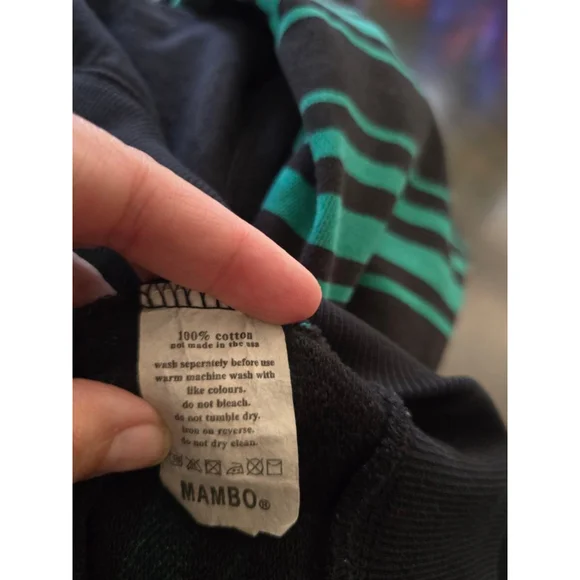 100% cotton
not made in the usa
wash seperately before use
warm machine wash with
like colours.
do not bleach.
do not tumble dry.
iron on reverse.
do not dry clean.
MAMBO®